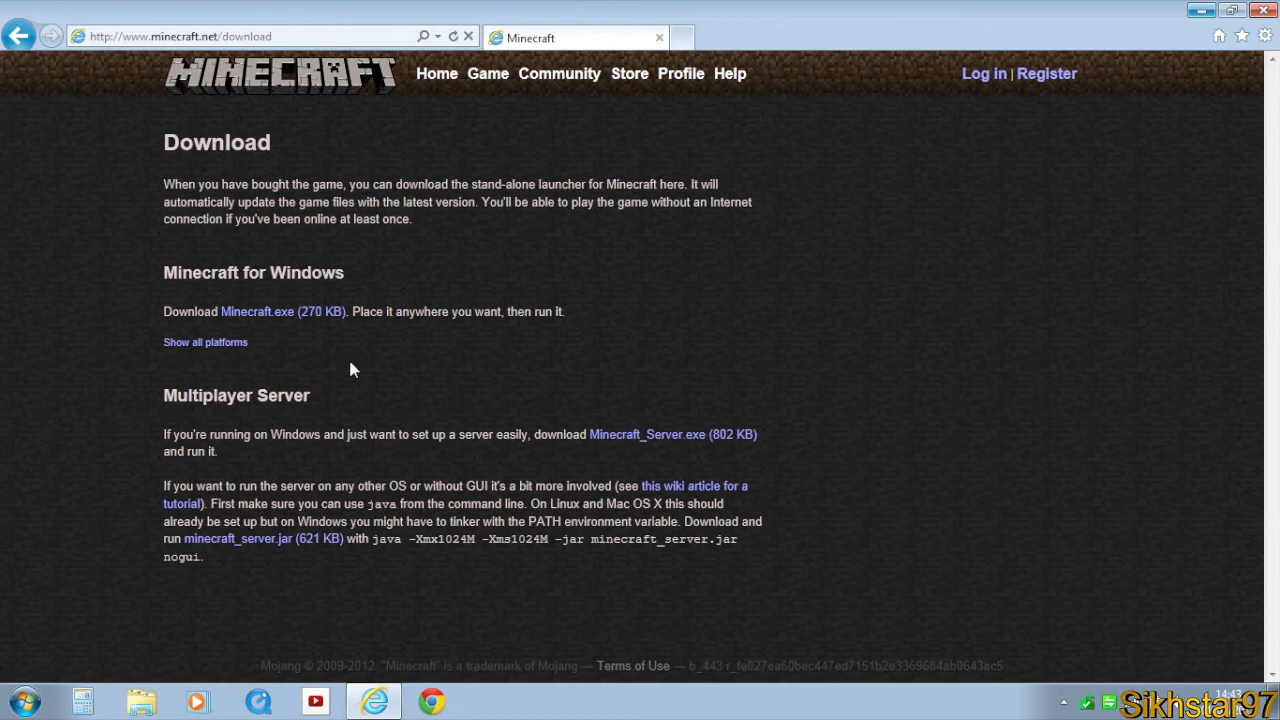 http://www.minecraft.net/download
Minecraft
MINECRAFT
Home Game Community Store Profile Help
Log in | Register
Download
When you have bought the game, you can download the stand-alone launcher for Minecraft here. It will
automatically update the game files with the latest version. You'll be able to play the game without an Internet
connection if you've been online at least once.
Minecraft for Windows
Download Minecraft.exe (270 KB). Place it anywhere you want, then run it.
Show all platforms
Multiplayer Server
If you're running on Windows and just want to set up a server easily, download Minecraft_Server.exe (802 KB)
and run it.
If you want to run the server on any other OS or without GUI it's a bit more involved (see this wiki article for a
tutorial). First make sure you can use java from the command line. On Linux and Mac OS X this should
already be set up but on Windows you might have to tinker with the PATH environment variable. Download and
run minecraft_server.jar (621 KB) with java -Xmx1024M -Xms1024M -jar minecraft_server.jar
nogui.
Mojang © 2009-2012. "Minecraft" is a trademark of Mojang — Terms of Use — b_443 r_fe027ea60bec447ed7151b2e3369684ab0643ac5
14:43
Sikhstar97